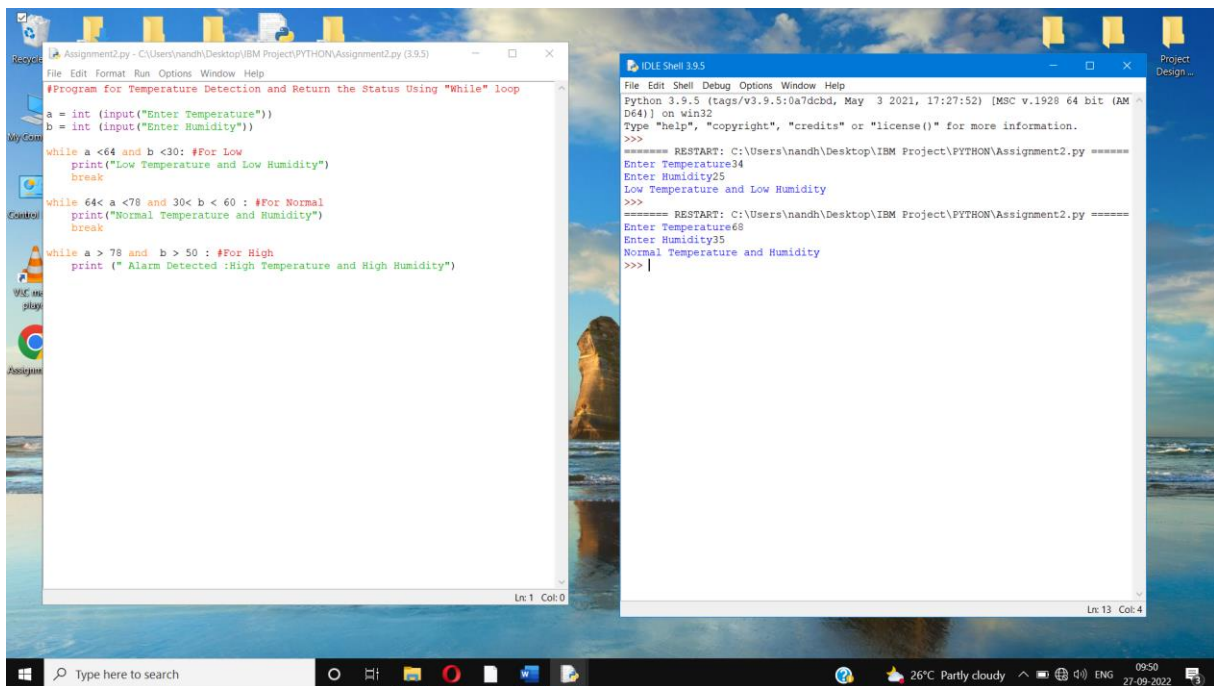 Recycle
Assignment2.py - C:\Users\nandh\Desktop\IBM Project\PYTHON\Assignment2.py (3.9.5)
File Edit Format Run Options Window Help
#Program for Temperature Detection and Return the Status Using "While" loop
a = int (input("Enter Temperature"))
b = int (input("Enter Humidity"))
while a <64 and b <30: #For Low
    print("Low Temperature and Low Humidity")
    break
while 64< a <78 and 30< b < 60 : #For Normal
    print("Normal Temperature and Humidity")
    break
while a > 78 and  b > 50 : #For High
    print (" Alarm Detected :High Temperature and High Humidity")
Ln: 1 Col: 0
My Com
Control
VLC me
play
Assignm
IDLE Shell 3.9.5
File Edit Shell Debug Options Window Help
Python 3.9.5 (tags/v3.9.5:0a7dcbd, May  3 2021, 17:27:52) [MSC v.1928 64 bit (AM
D64)] on win32
Type "help", "copyright", "credits" or "license()" for more information.
>>>
======= RESTART: C:\Users\nandh\Desktop\IBM Project\PYTHON\Assignment2.py ======
Enter Temperature34
Enter Humidity25
Low Temperature and Low Humidity
>>>
======= RESTART: C:\Users\nandh\Desktop\IBM Project\PYTHON\Assignment2.py ======
Enter Temperature68
Enter Humidity35
Normal Temperature and Humidity
>>>
Ln: 13 Col: 4
Project
Design ...
Type here to search
26°C Partly cloudy
ENG
09:50
27-09-2022
3